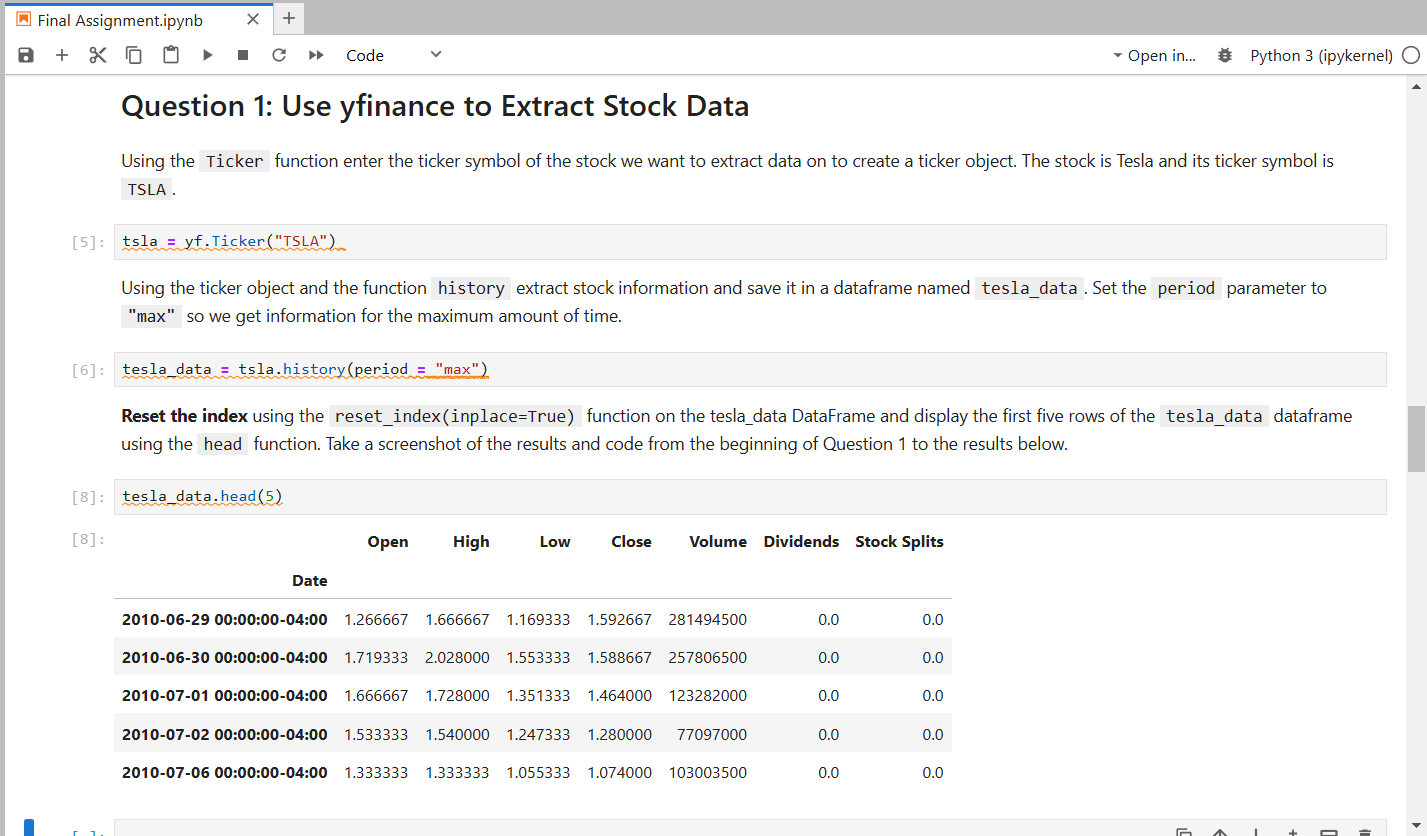 Final Assignment.ipynb
Code
Open in...
Python 3 (ipykernel)
Question 1: Use yfinance to Extract Stock Data
Using the Ticker function enter the ticker symbol of the stock we want to extract data on to create a ticker object. The stock is Tesla and its ticker symbol is
TSLA .
[5]: tsla = yf.Ticker("TSLA")
Using the ticker object and the function history extract stock information and save it in a dataframe named tesla_data . Set the period parameter to
"max" so we get information for the maximum amount of time.
[6]: tesla_data = tsla.history(period = "max")
Reset the index using the reset_index(inplace=True) function on the tesla_data DataFrame and display the first five rows of the tesla_data dataframe
using the head function. Take a screenshot of the results and code from the beginning of Question 1 to the results below.
[8]: tesla_data.head(5)
[8]: Open High Low Close Volume Dividends Stock Splits
Date
2010-06-29 00:00:00-04:00 1.266667 1.666667 1.169333 1.592667 281494500 0.0 0.0
2010-06-30 00:00:00-04:00 1.719333 2.028000 1.553333 1.588667 257806500 0.0 0.0
2010-07-01 00:00:00-04:00 1.666667 1.728000 1.351333 1.464000 123282000 0.0 0.0
2010-07-02 00:00:00-04:00 1.533333 1.540000 1.247333 1.280000 77097000 0.0 0.0
2010-07-06 00:00:00-04:00 1.333333 1.333333 1.055333 1.074000 103003500 0.0 0.0
[ ]: